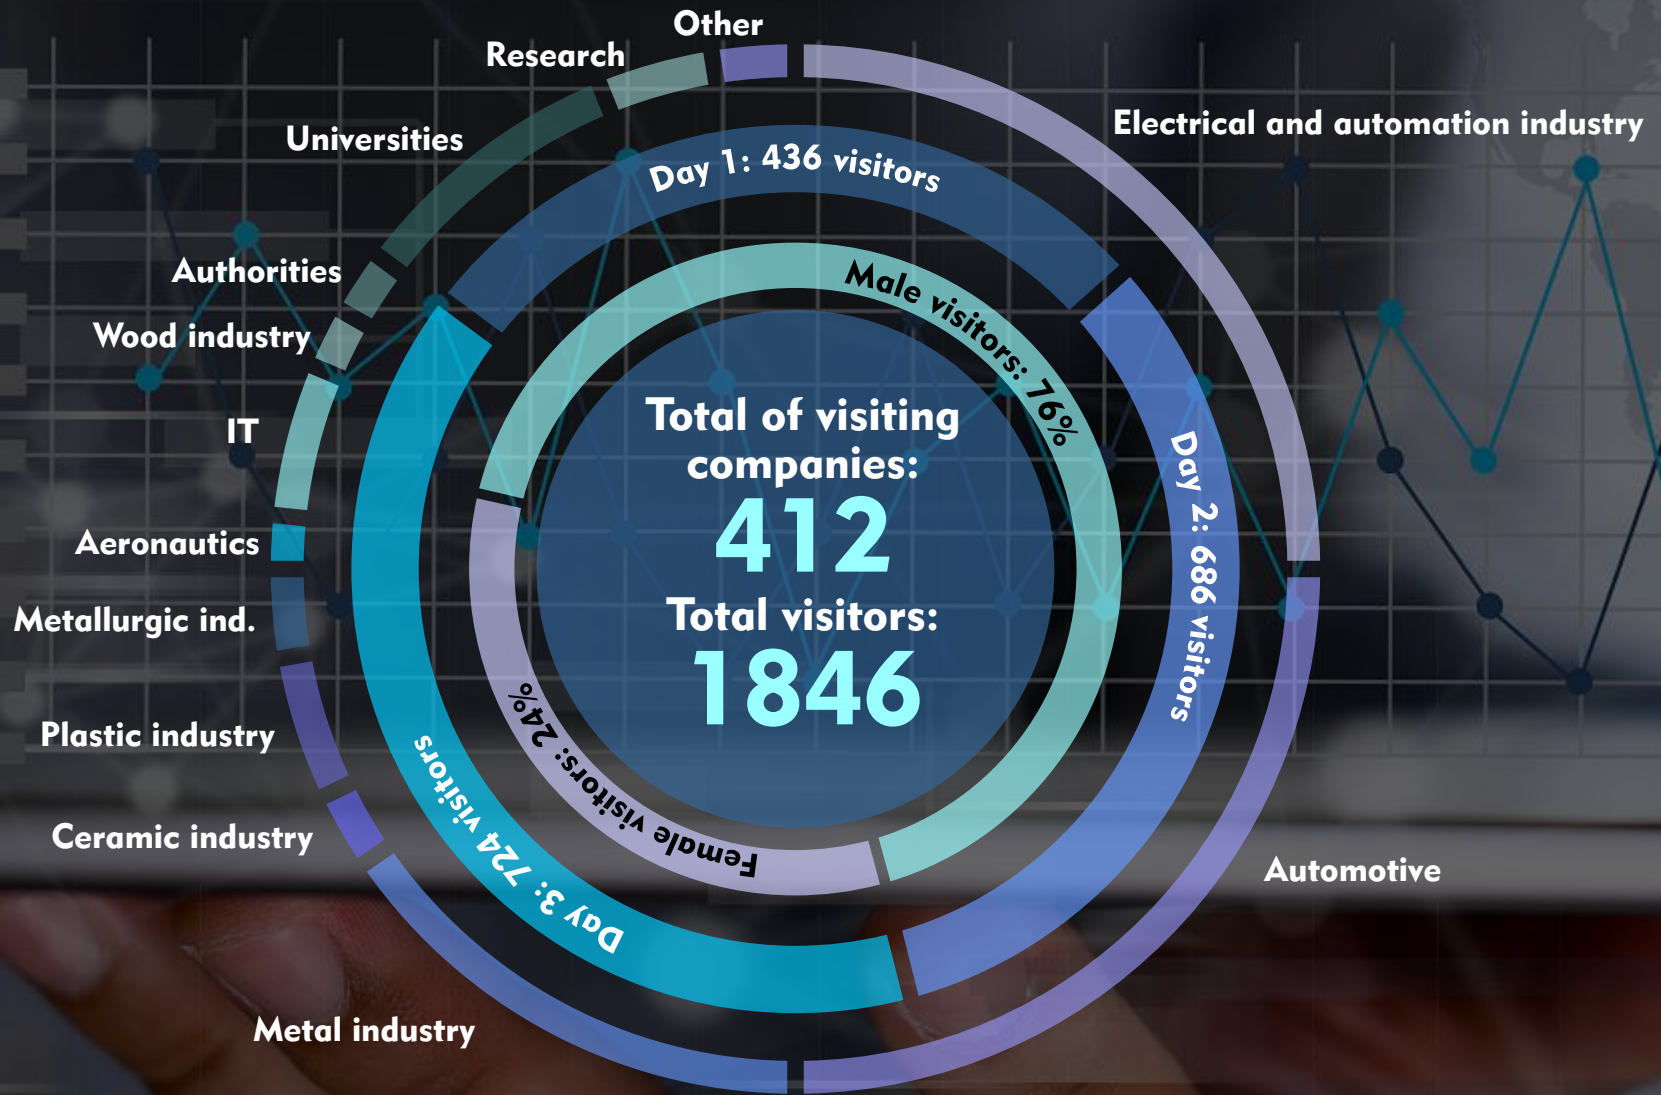 Other
Research
Electrical and automation industry
Universities
Day 1: 436 visitors
Authorities
Male visitors: 76%
Wood industry
Total of visiting
companies:
412
Total visitors:
1846
IT
Day 2: 686 visitors
Aeronautics
Metallurgic ind.
Plastic industry
Female visitors: 24%
Day 3: 724 visitors
Ceramic industry
Automotive
Metal industry